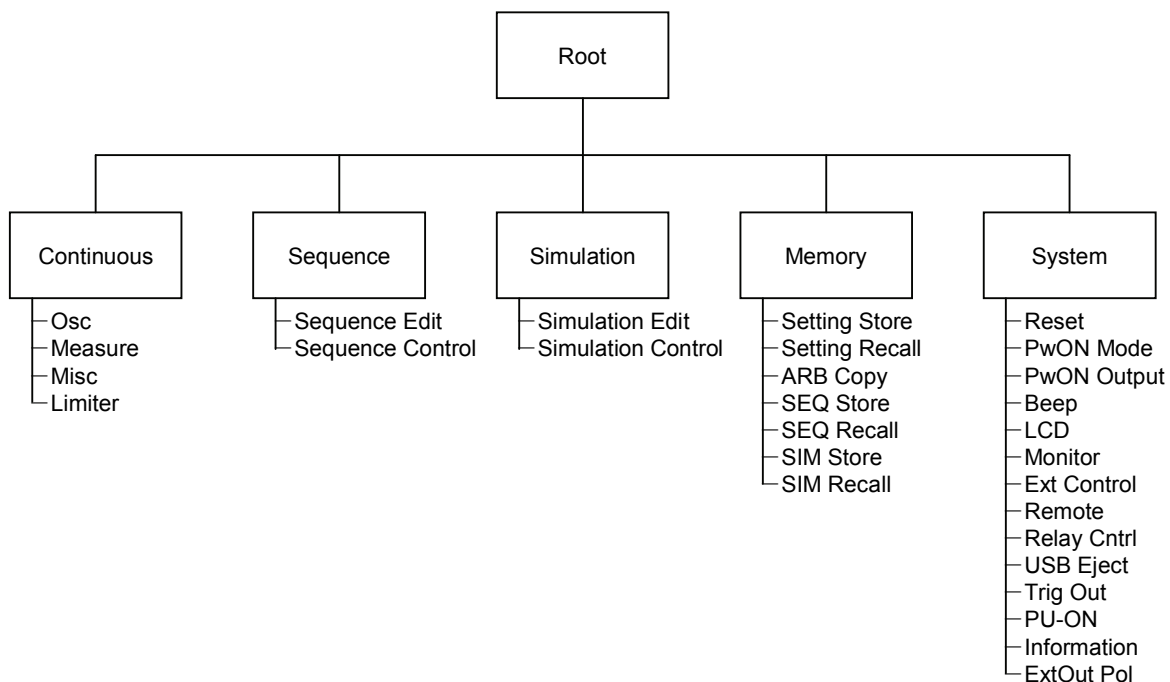 Root
Continuous
Osc
Measure
Misc
Limiter
Sequence
Sequence Edit
Sequence Control
Simulation
Simulation Edit
Simulation Control
Memory
Setting Store
Setting Recall
ARB Copy
SEQ Store
SEQ Recall
SIM Store
SIM Recall
System
Reset
PwON Mode
PwON Output
Beep
LCD
Monitor
Ext Control
Remote
Relay Cntrl
USB Eject
Trig Out
PU-ON
Information
ExtOut Pol